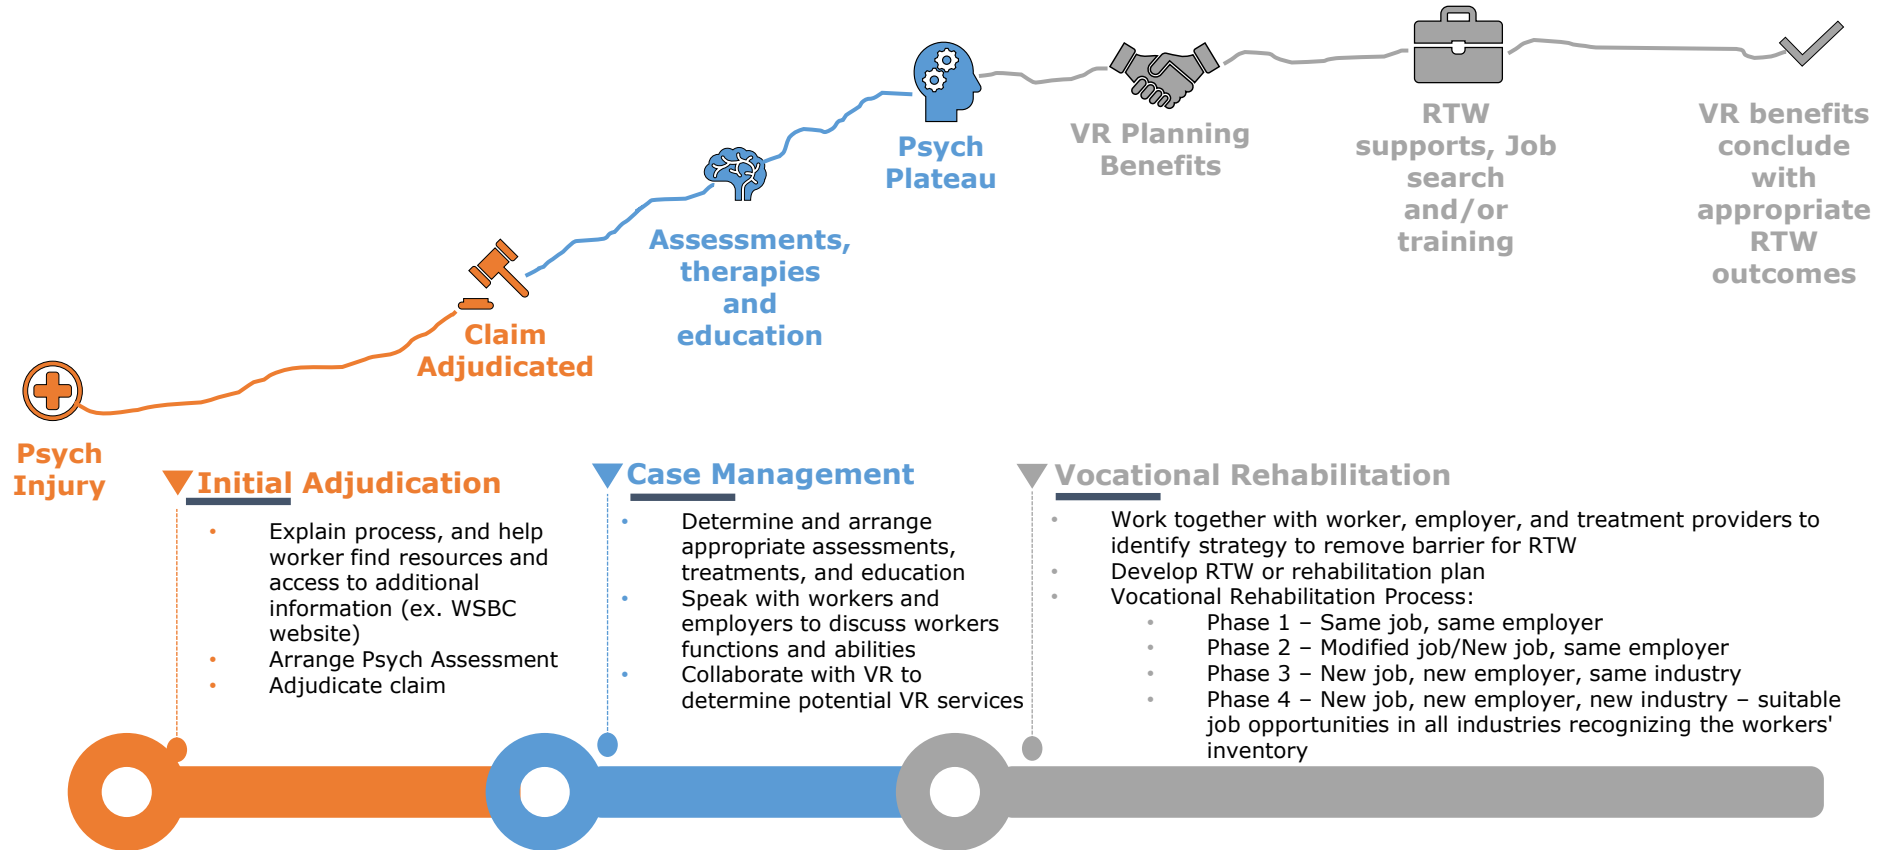 Psych
Injury
Claim
Adjudicated
Assessments,
therapies
and
education
Psych
Plateau
VR Planning
Benefits
RTW
supports, Job
search
and/or
training
VR benefits
conclude
with
appropriate
RTW
outcomes
Initial Adjudication
• Explain process, and help
worker find resources and
access to additional
information (ex. WSBC
website)
• Arrange Psych Assessment
• Adjudicate claim
Case Management
• Determine and arrange
appropriate assessments,
treatments, and education
• Speak with workers and
employers to discuss workers
functions and abilities
• Collaborate with VR to
determine potential VR services
Vocational Rehabilitation
• Work together with worker, employer, and treatment providers to
identify strategy to remove barrier for RTW
• Develop RTW or rehabilitation plan
• Vocational Rehabilitation Process:
• Phase 1 – Same job, same employer
• Phase 2 – Modified job/New job, same employer
• Phase 3 – New job, new employer, same industry
• Phase 4 – New job, new employer, new industry – suitable
job opportunities in all industries recognizing the workers'
inventory